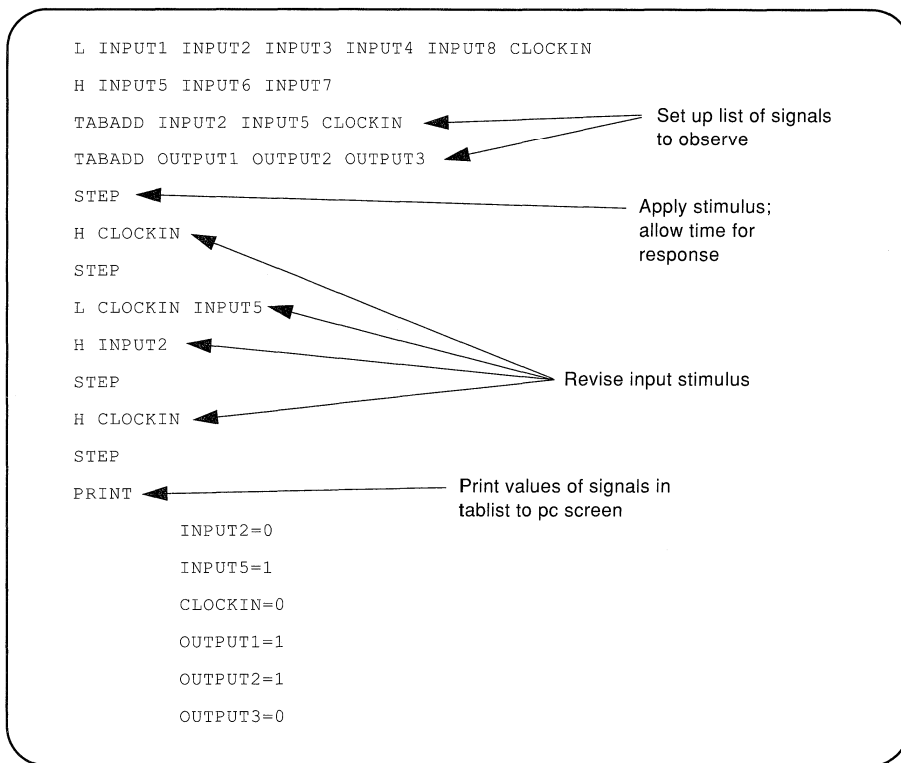 L INPUT1 INPUT2 INPUT3 INPUT4 INPUT8 CLOCKIN
H INPUT5 INPUT6 INPUT7
TABADD INPUT2 INPUT5 CLOCKIN
TABADD OUTPUT1 OUTPUT2 OUTPUT3
Set up list of signals
to observe
STEP
Apply stimulus;
allow time for
response
H CLOCKIN
STEP
L CLOCKIN INPUT5
H INPUT2
STEP
Revise input stimulus
H CLOCKIN
STEP
PRINT
Print values of signals in
tablist to pc screen
INPUT2=0
INPUT5=1
CLOCKIN=0
OUTPUT1=1
OUTPUT2=1
OUTPUT3=0